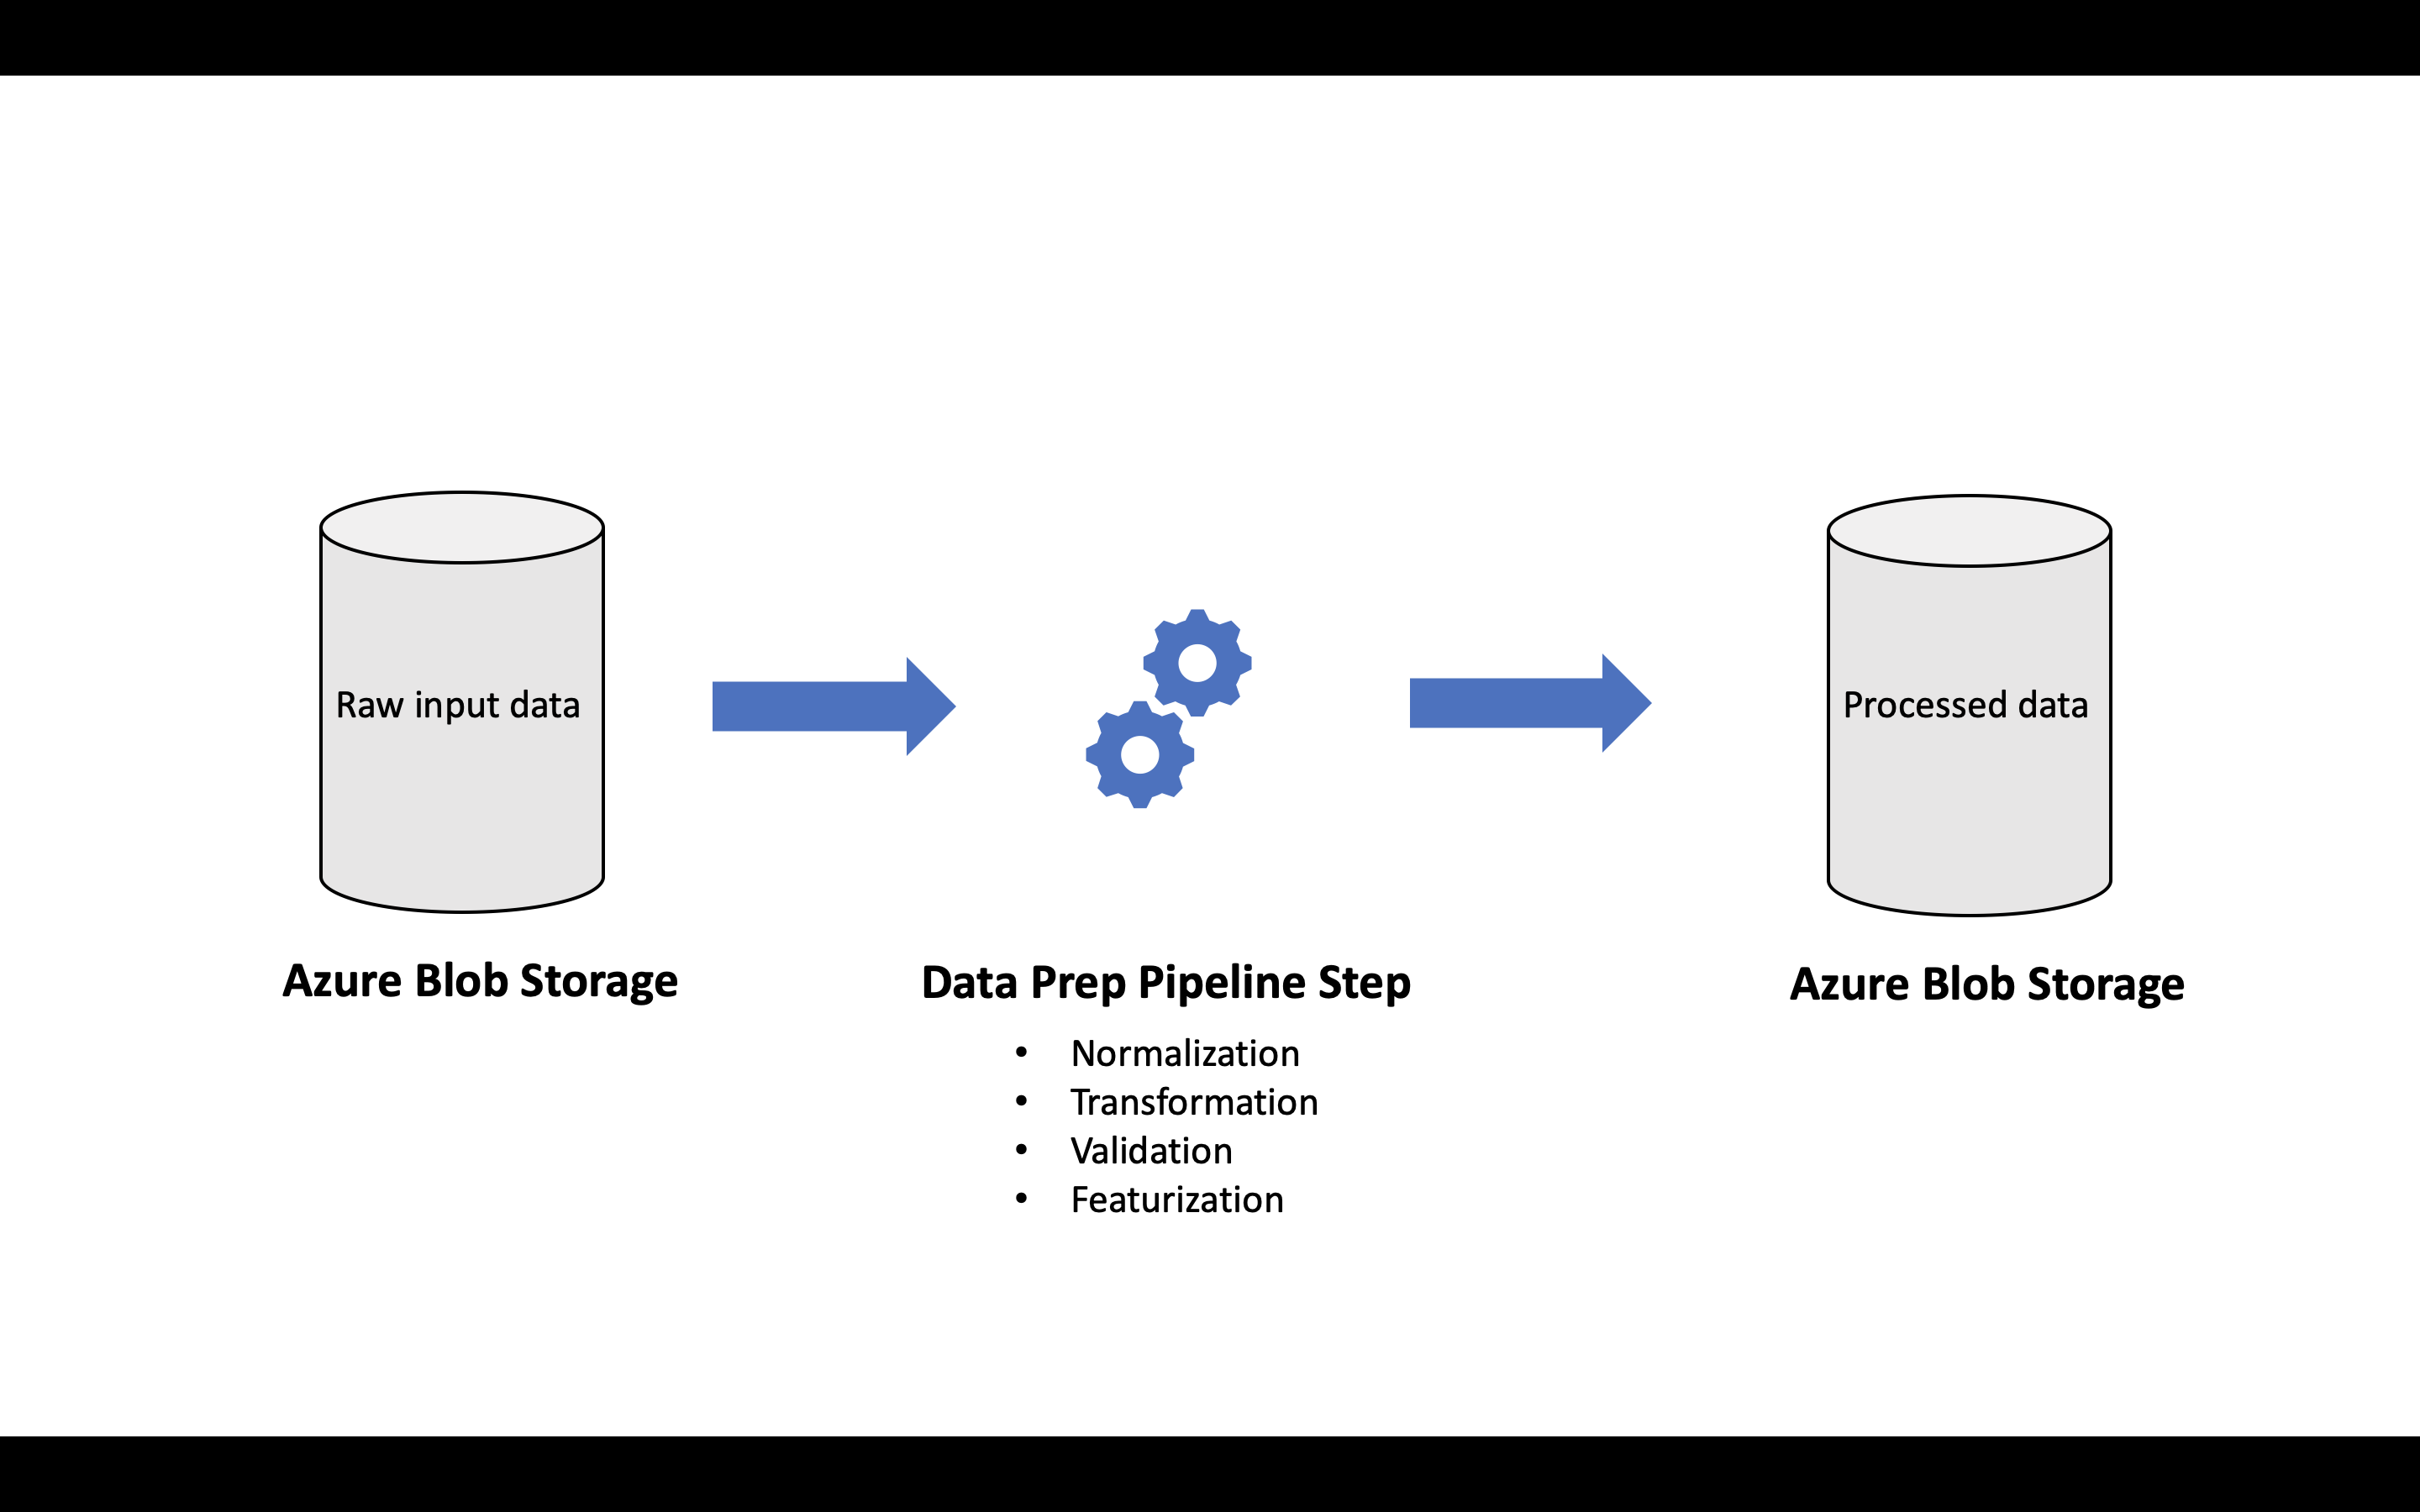 Raw input data
Processed data
Azure Blob Storage
Data Prep Pipeline Step
Azure Blob Storage
• Normalization
• Transformation
• Validation
• Featurization